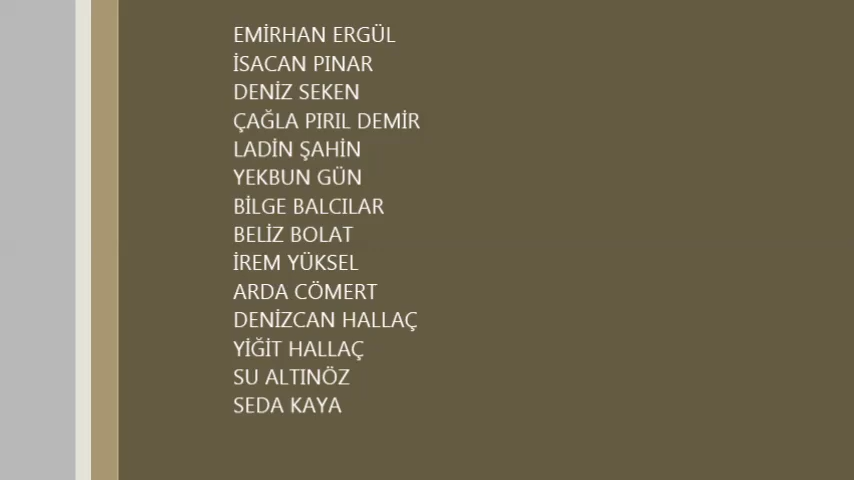 EMİRHAN ERGÜL
İSACAN PINAR
DENİZ SEKEN
ÇAĞLA PIRIL DEMİR
LADİN ŞAHİN
YEKBUN GÜN
BİLGE BALCILAR
BELİZ BOLAT
İREM YÜKSEL
ARDA CÖMERT
DENİZCAN HALLAÇ
YİĞİT HALLAÇ
SU ALTINÖZ
SEDA KAYA